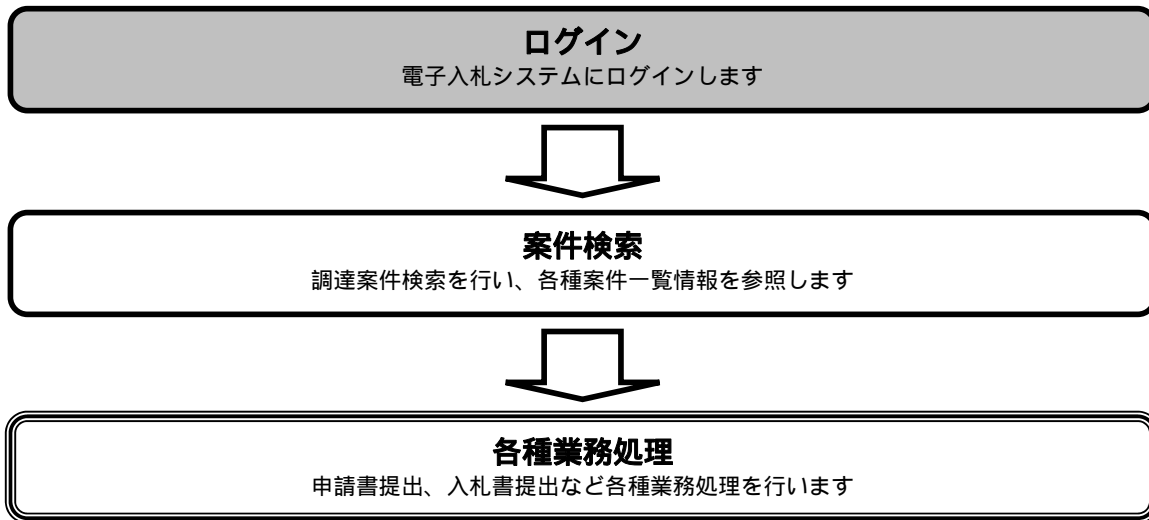 ログイン
電子入札システムにログインします
案件検索
調達案件検索を行い、各種案件一覧情報を参照します
各種業務処理
申請書提出、入札書提出など各種業務処理を行います